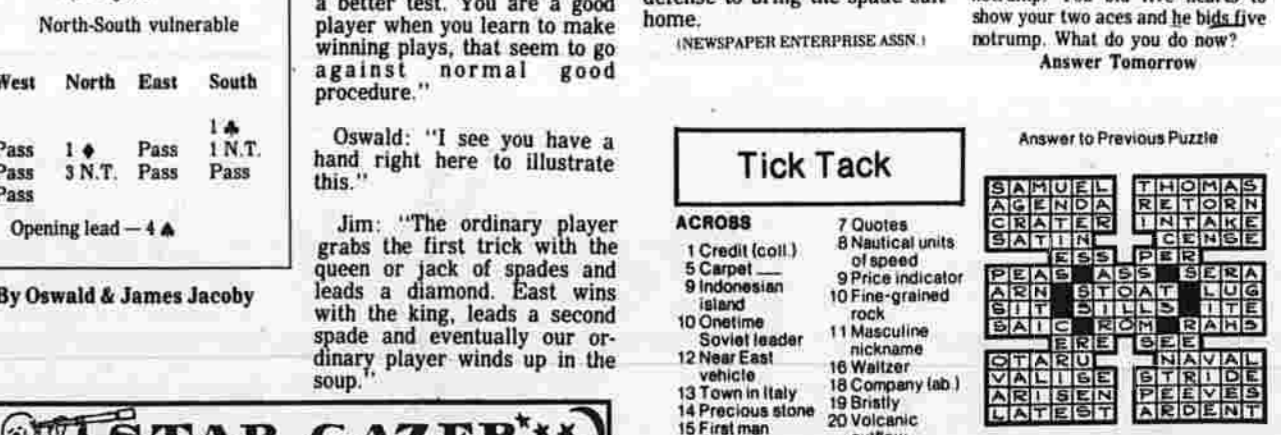 North-South vulnerable
West North East South
1 ♣
Pass 1 ♦ Pass 1 N.T.
Pass 3 N.T. Pass Pass
Pass
Opening lead — 4 ♠
By Oswald & James Jacoby
a better test. You are a good
player when you learn to make
winning plays, that seem to go
against normal good
procedure."
Oswald: "I see you have a
hand right here to illustrate
this."
Jim: "The ordinary player
grabs the first trick with the
queen or jack of spades and
leads a diamond. East wins
with the king, leads a second
spade and eventually our or-
dinary player winds up in the
soup."
STAR GAZER
home.
(NEWSPAPER ENTERPRISE ASSN.)
show your two aces and he bids five
notrump. What do you do now?
Answer Tomorrow
Tick Tack
ACROSS
1 Credit (coll.)
5 Carpet ___
9 Indonesian
island
10 Onetime
Soviet leader
12 Near East
vehicle
13 Town in Italy
14 Precious stone
15 First man
7 Quotes
8 Nautical units
of speed
9 Price indicator
10 Fine-grained
rock
11 Masculine
nickname
16 Waltzer
18 Company (ab.)
19 Bristly
20 Volcanic
Answer to Previous Puzzle
SAMUEL THOMAS
AGENDA RETORN
CRATER INTAKE
SATIN CENSE
ESS PER
PEAS ASS SERA
ARN STOAT LUG
SIT SILLS ITE
SAIC ROM RAHS
ERE SEE
OTARU NAVAL
VALISE STRIDE
ARISEN PEEVES
LATEST ARDENT